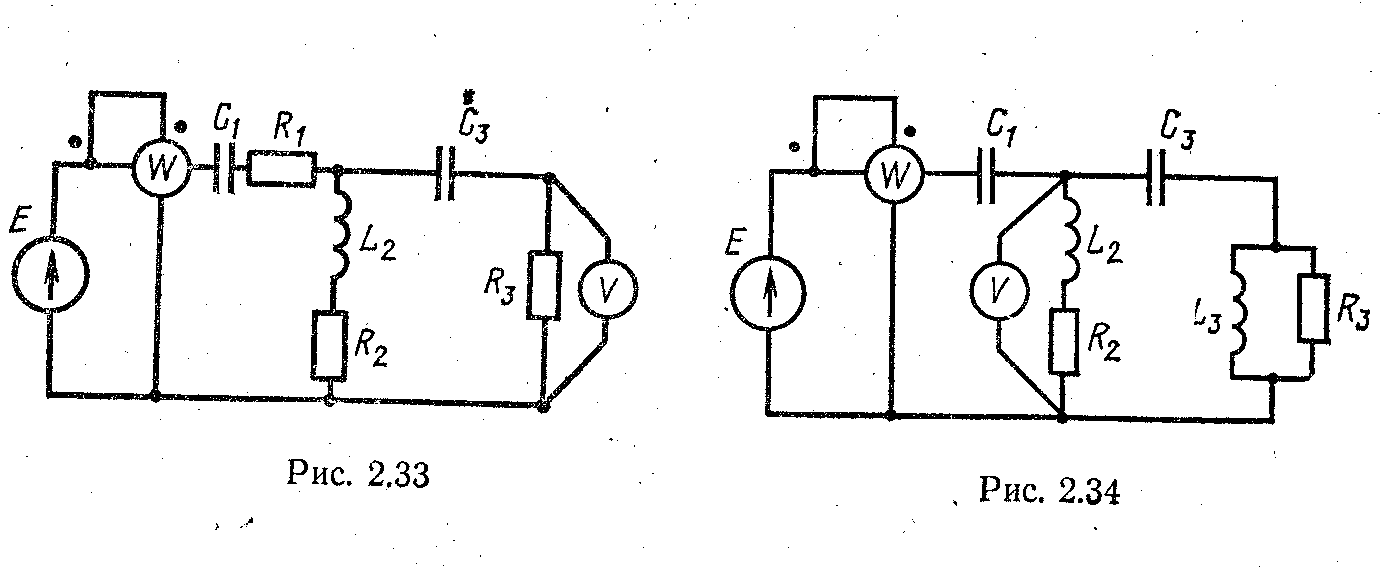 C1 R1 C3
W
E
L2
R3 V
R2
Рис. 2.33
C1 C3
W
E
L2
V
L3 R3
R2
Рис. 2.34